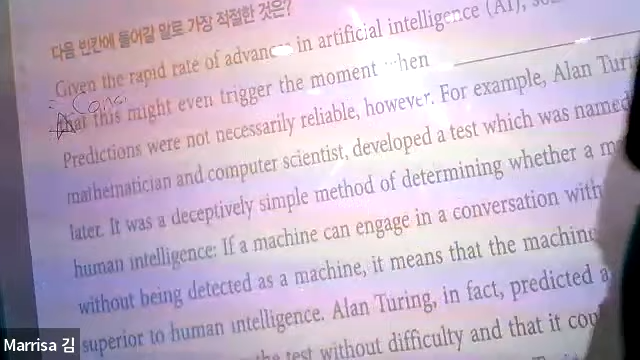 다음 빈칸에 들어갈 말로 가장 적절한 것은?
Given the rapid rate of advances in artificial intelligence (AI),
that this might even trigger the moment when
Predictions were not necessarily reliable, however. For example, Alan Turi
mathematician and computer scientist, developed a test which was named
later. It was a deceptively simple method of determining whether a m
human intelligence: If a machine can engage in a conversation with
without being detected as a machine, it means that the machine
superior to human intelligence. Alan Turing, in fact, predicted a
the test without difficulty and that it cou
Marrisa 김